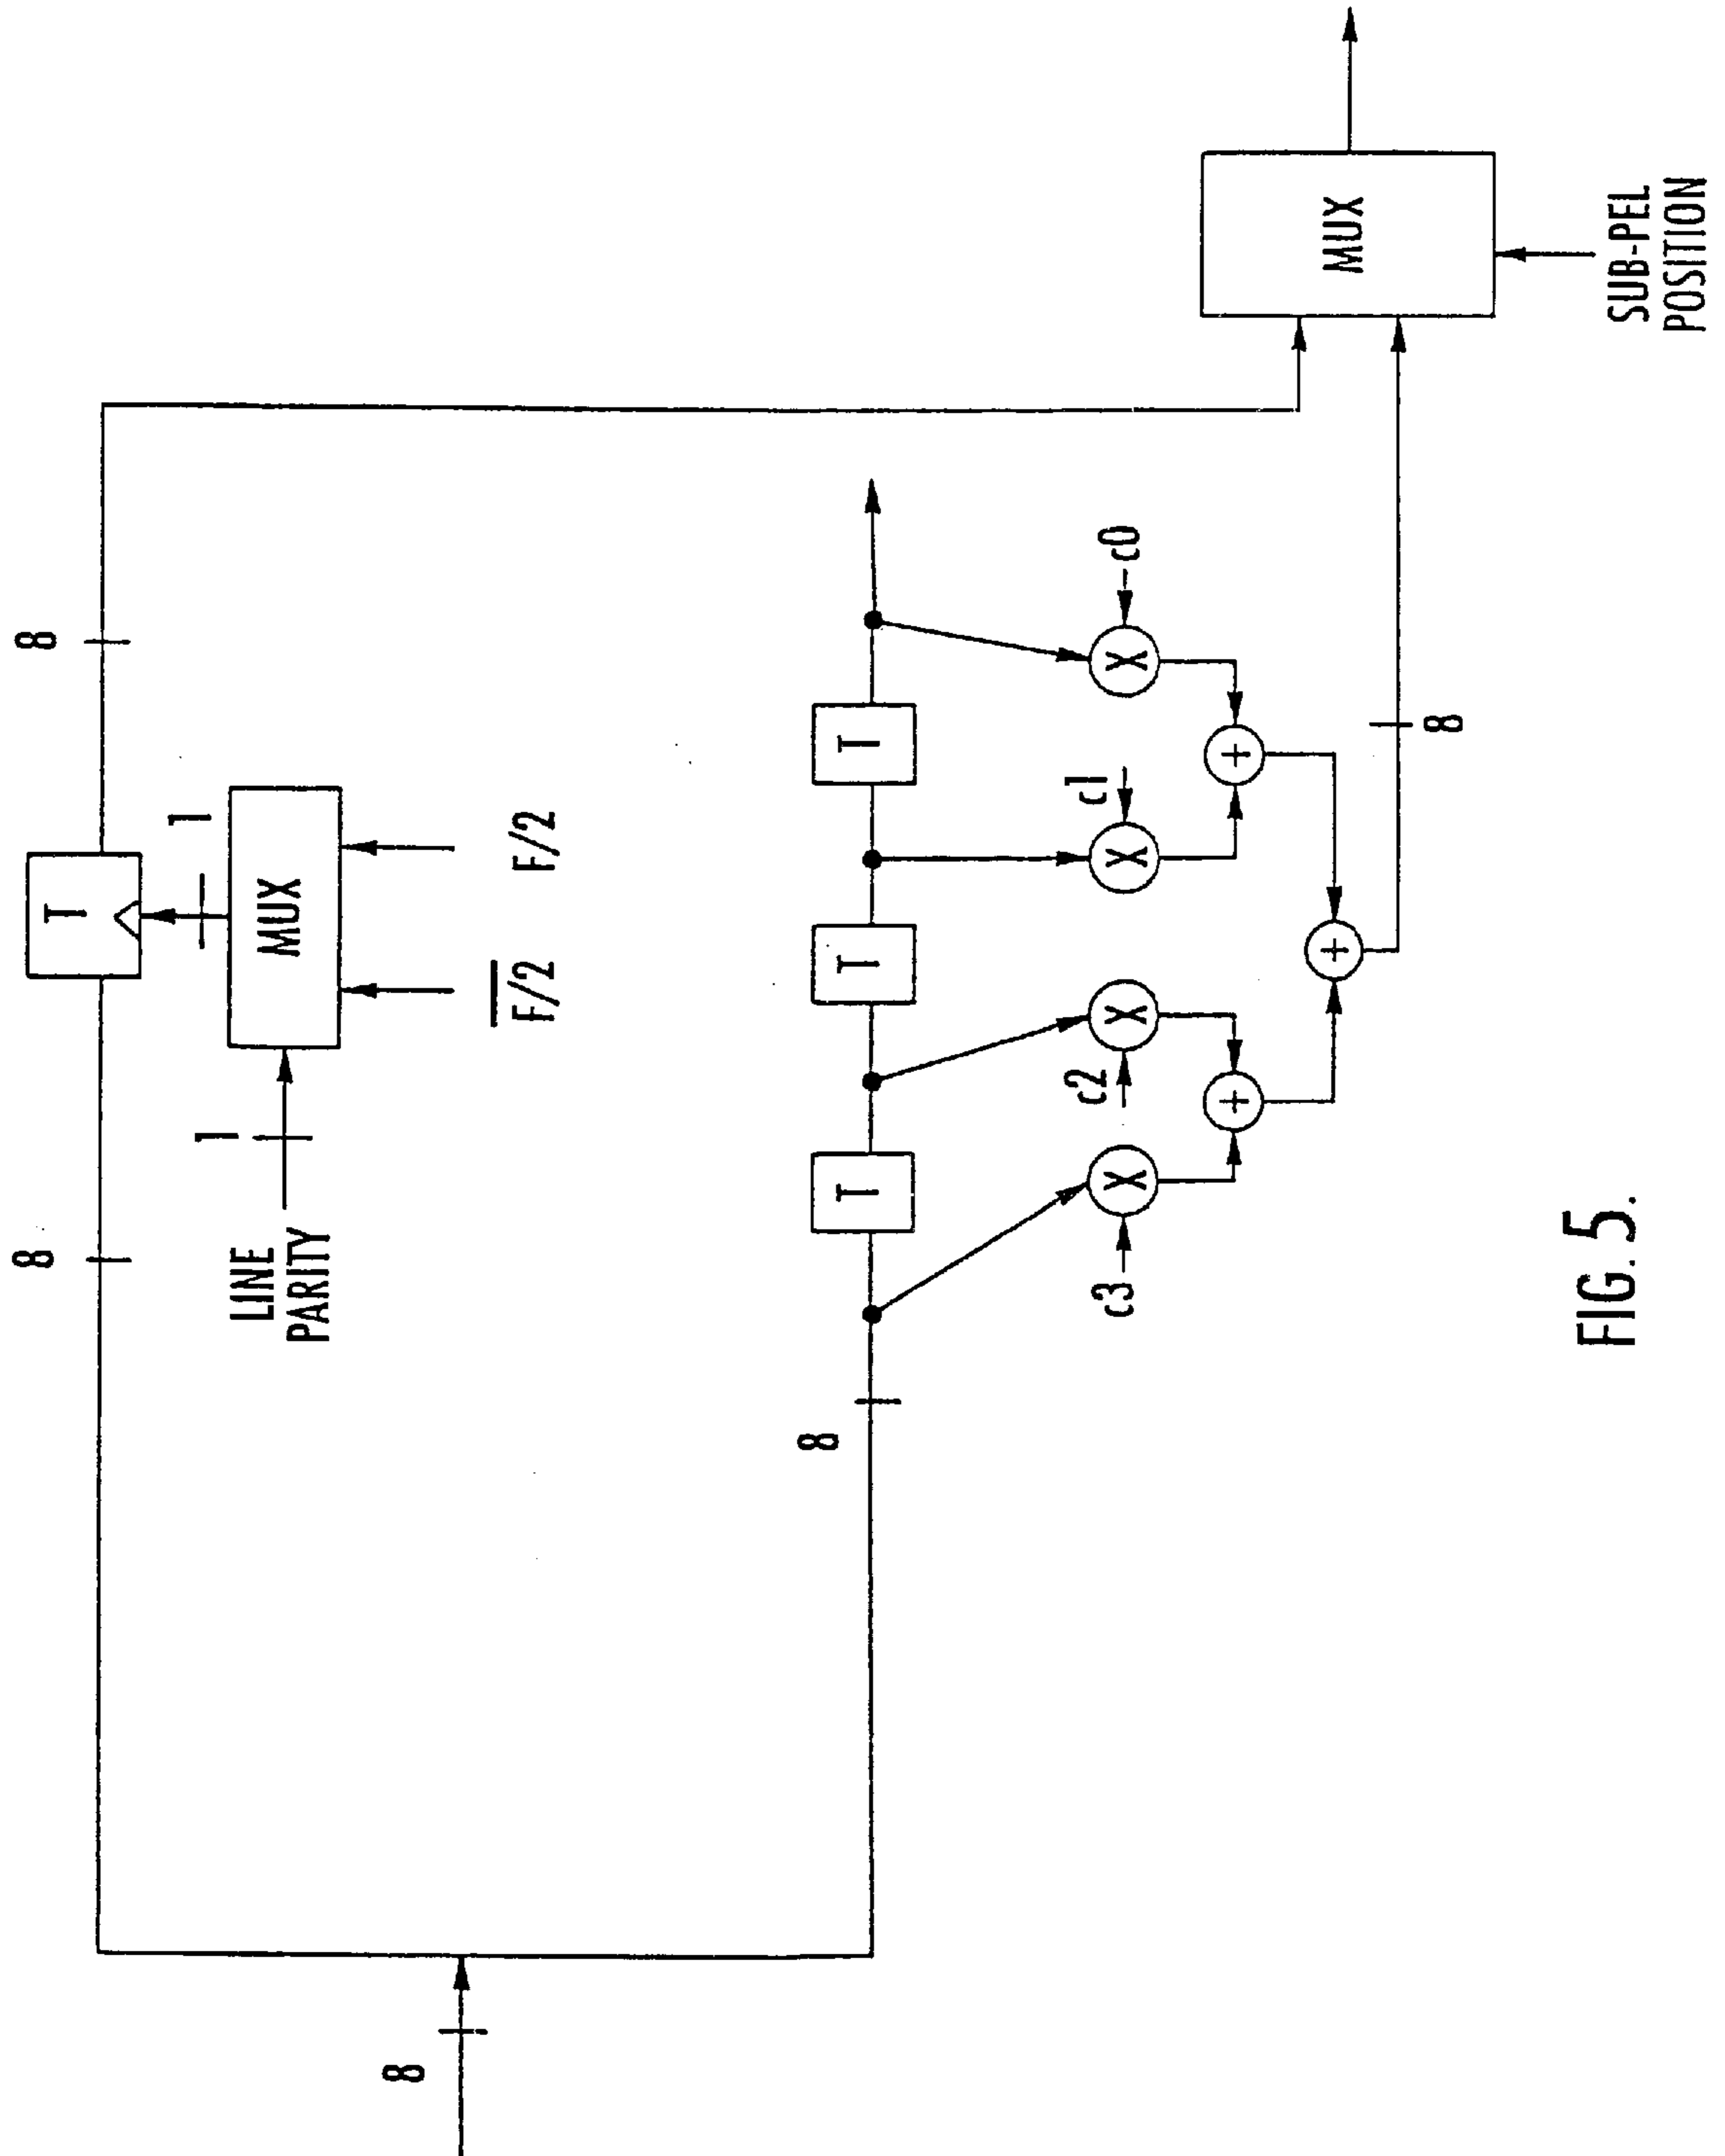 8
8
8
T
1
LINE
PARITY
1
MUX
F/2
F/2
8
T
T
T
c3
c2
c1
c0
X
X
X
X
+
+
+
8
MUX
SUB-PEL
POSITION
FIG. 5.